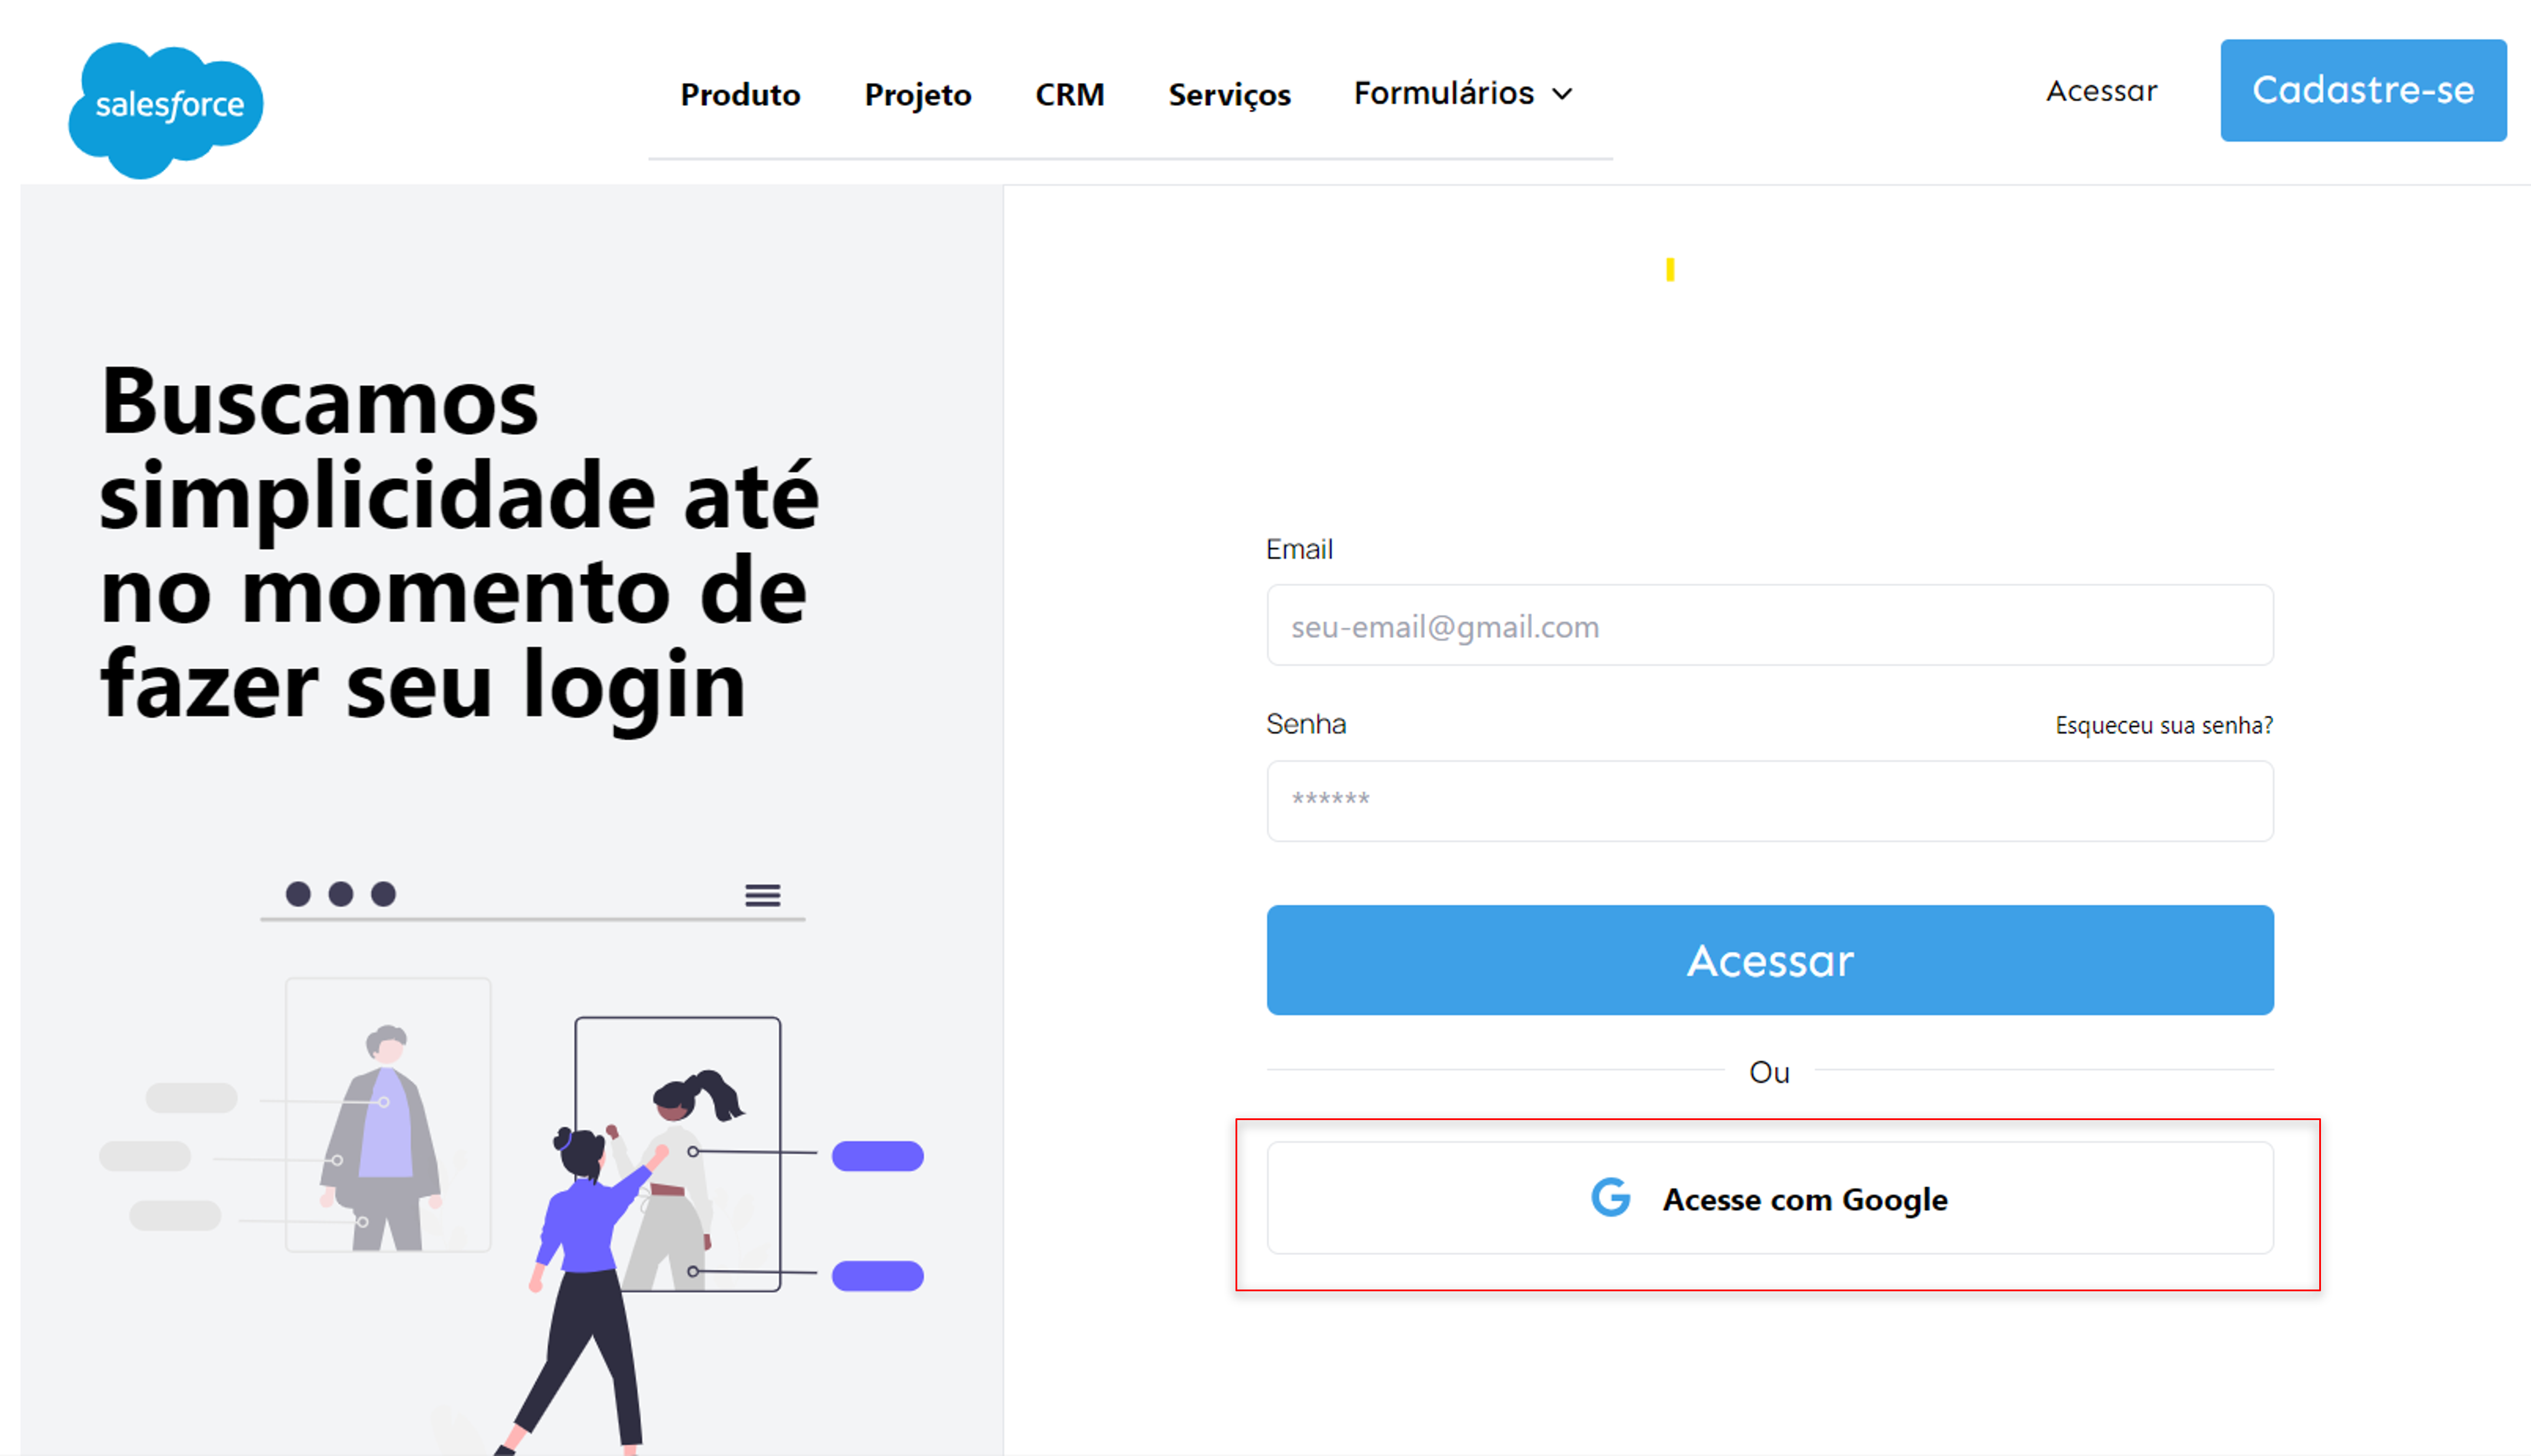 salesforce
Produto
Projeto
CRM
Serviços
Formulários
Acessar
Cadastre-se
Buscamos
simplicidade até
no momento de
fazer seu login
Email
seu-email@gmail.com
Senha
Esqueceu sua senha?
******
Acessar
Ou
G
Acesse com Google